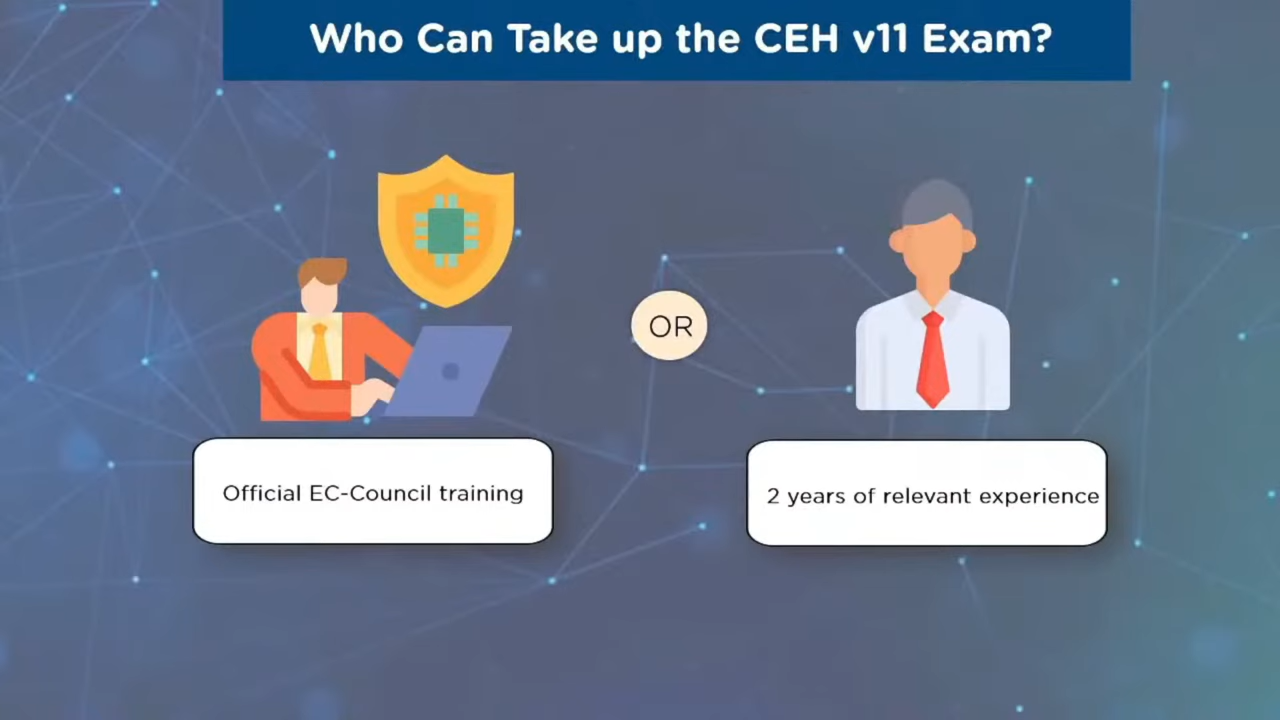 Who Can Take up the CEH v11 Exam?
OR
Official EC-Council training
2 years of relevant experience